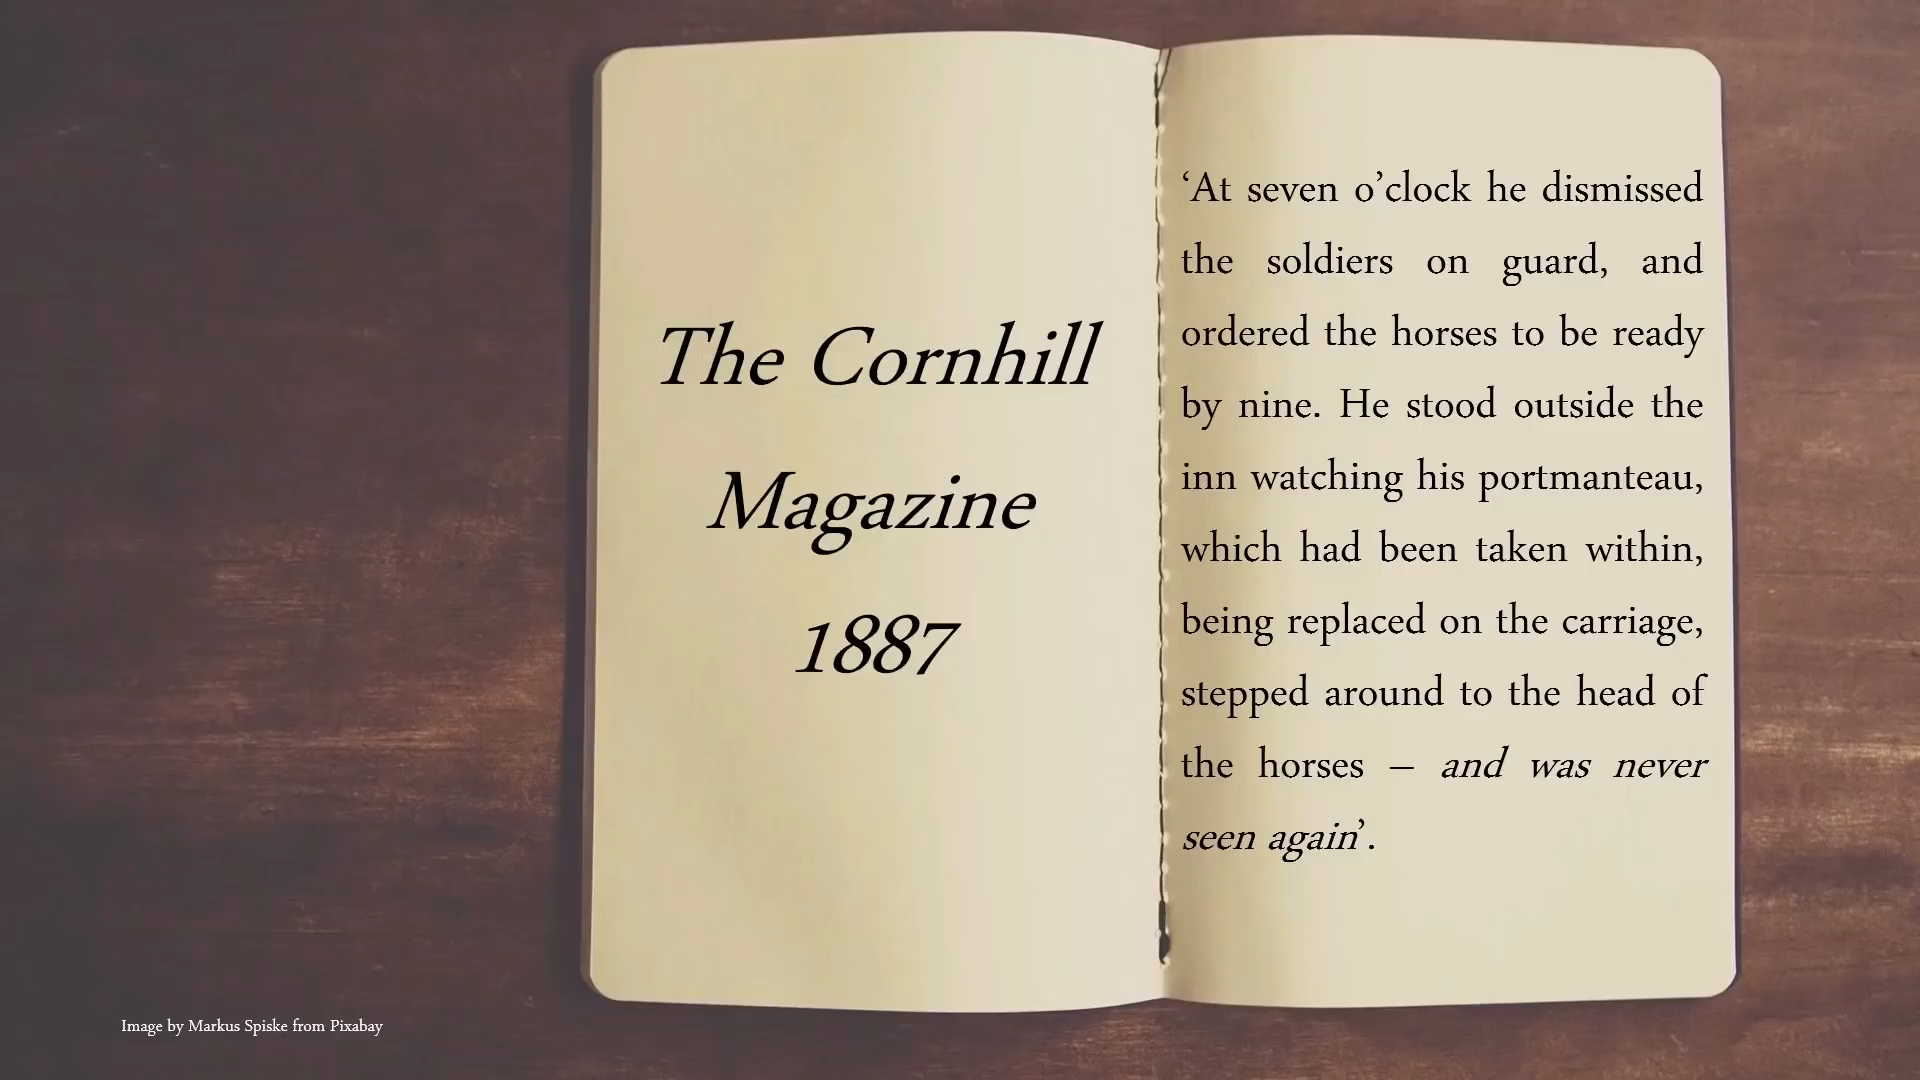 The Cornhill
Magazine
1887
‘At seven o’clock he dismissed
the soldiers on guard, and
ordered the horses to be ready
by nine. He stood outside the
inn watching his portmanteau,
which had been taken within,
being replaced on the carriage,
stepped around to the head of
the horses – and was never
seen again’.
Image by Markus Spiske from Pixabay